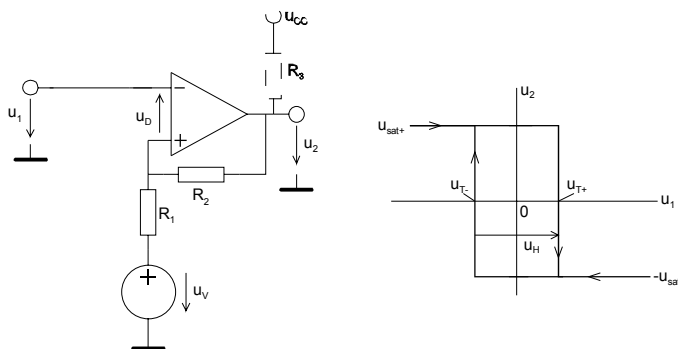 u_CC
R_3
u_1
u_D
−
+
u_2
R_2
R_1
+
u_V
u_2
u_sat+
u_T-
u_T+
0
u_1
u_H
-u_sa